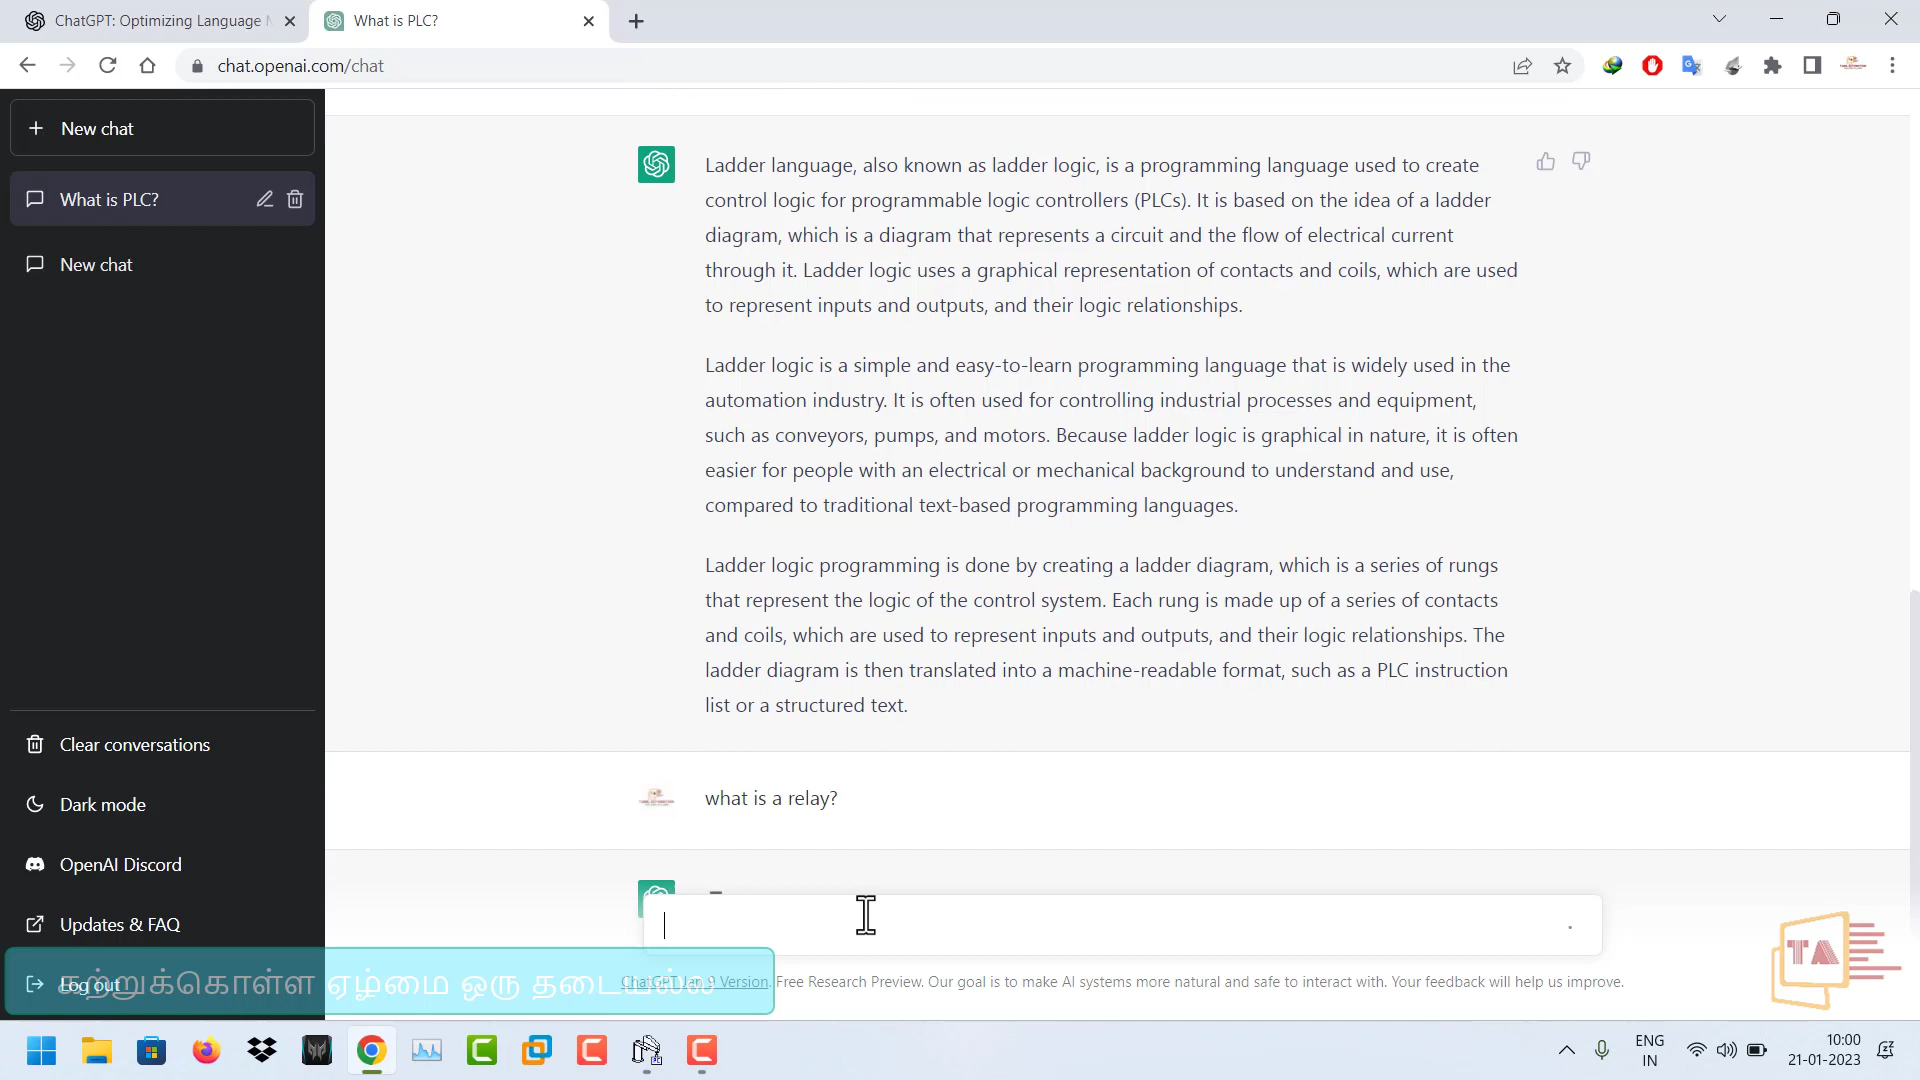 ChatGPT: Optimizing Language M
What is PLC?
chat.openai.com/chat
New chat
What is PLC?
New chat
Ladder language, also known as ladder logic, is a programming language used to create
control logic for programmable logic controllers (PLCs). It is based on the idea of a ladder
diagram, which is a diagram that represents a circuit and the flow of electrical current
through it. Ladder logic uses a graphical representation of contacts and coils, which are used
to represent inputs and outputs, and their logic relationships.
Ladder logic is a simple and easy-to-learn programming language that is widely used in the
automation industry. It is often used for controlling industrial processes and equipment,
such as conveyors, pumps, and motors. Because ladder logic is graphical in nature, it is often
easier for people with an electrical or mechanical background to understand and use,
compared to traditional text-based programming languages.
Ladder logic programming is done by creating a ladder diagram, which is a series of rungs
that represent the logic of the control system. Each rung is made up of a series of contacts
and coils, which are used to represent inputs and outputs, and their logic relationships. The
ladder diagram is then translated into a machine-readable format, such as a PLC instruction
list or a structured text.
what is a relay?
Clear conversations
Dark mode
OpenAI Discord
Updates & FAQ
Log out
கற்றுக்கொள்ள ஏழ்மை ஒரு தடையல்ல
ChatGPT Jan 9 Version. Free Research Preview. Our goal is to make AI systems more natural and safe to interact with. Your feedback will help us improve.
TA
ENG
IN
10:00
21-01-2023